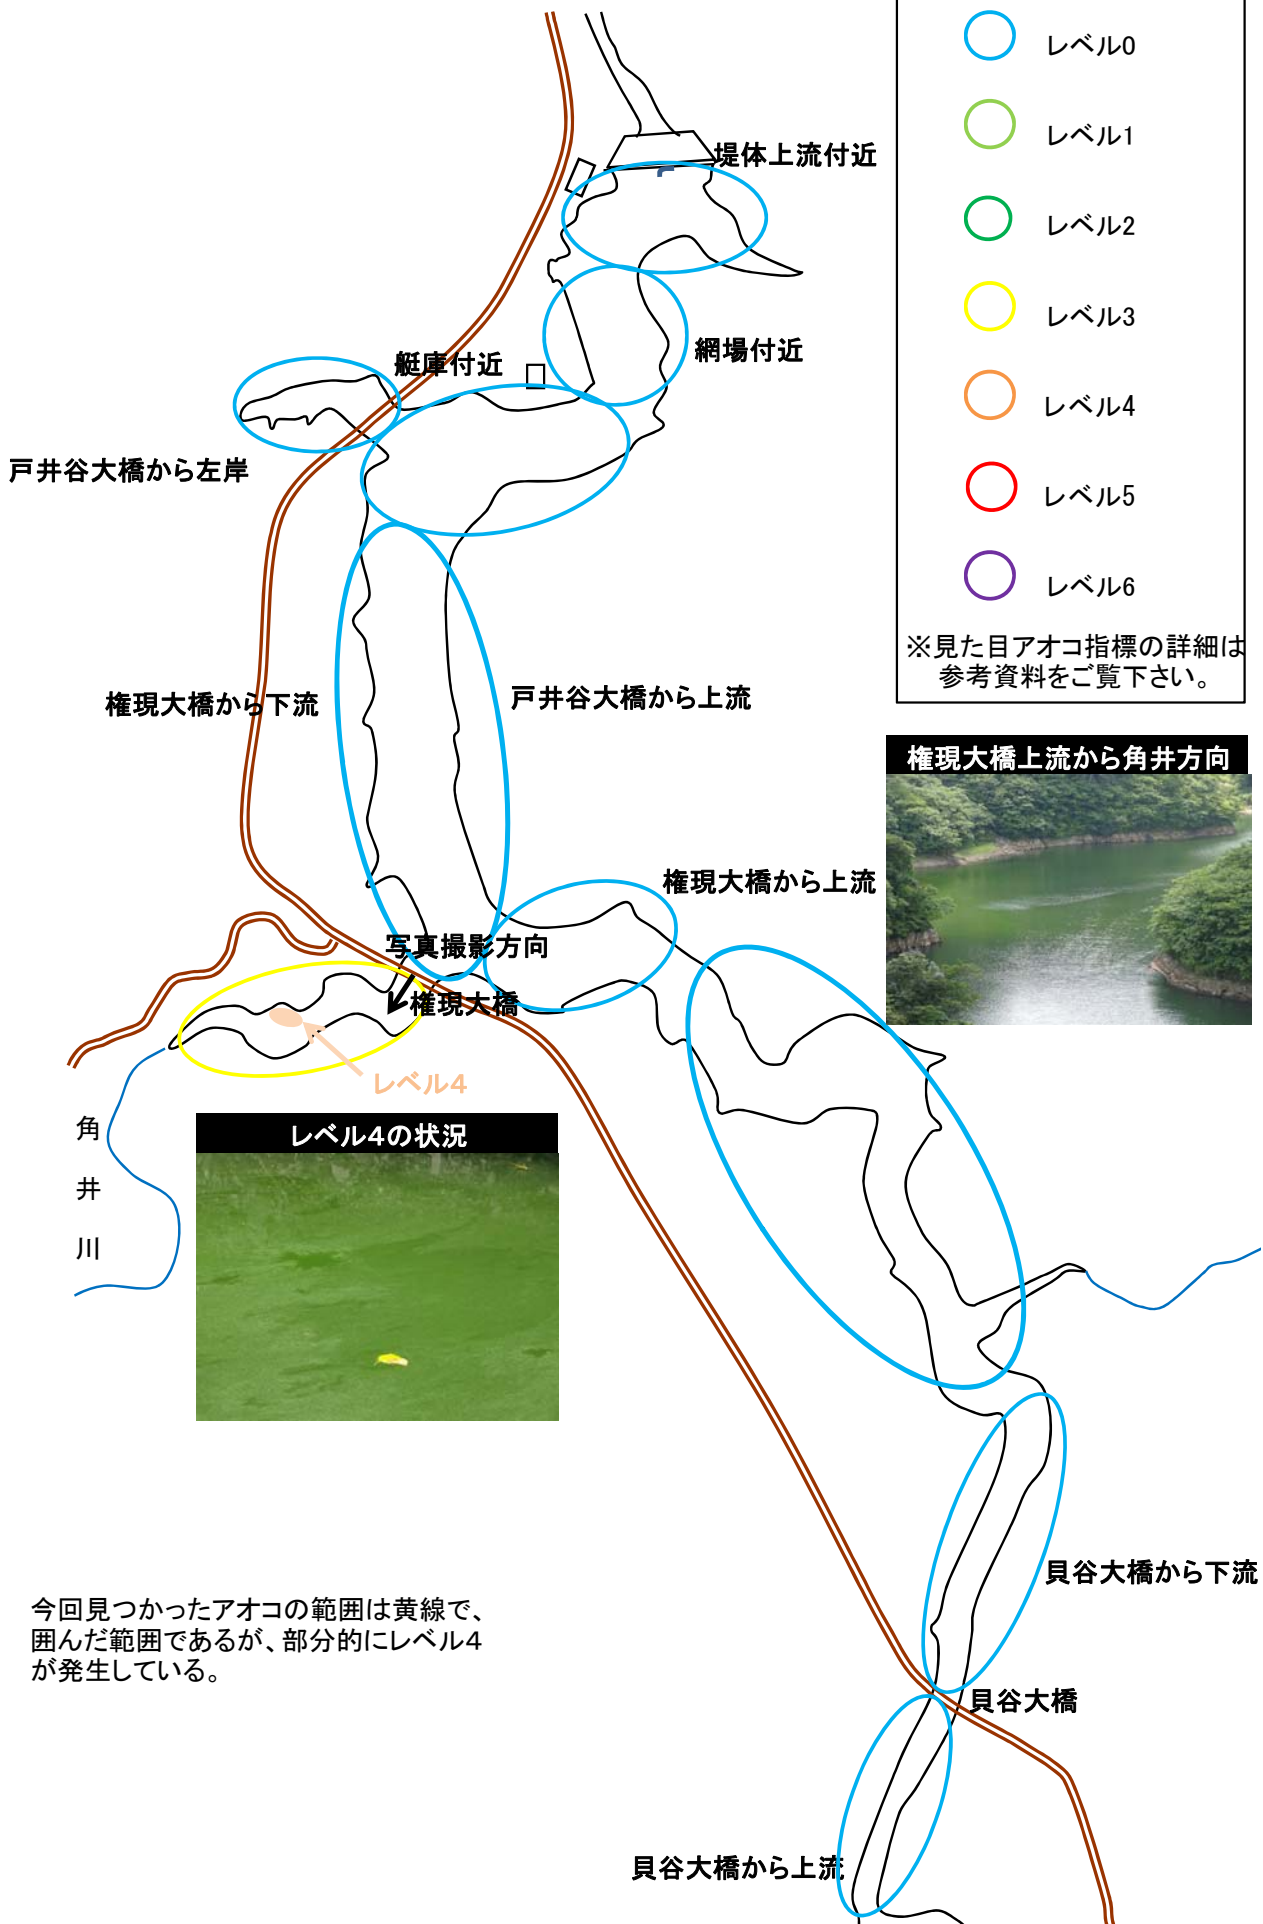 レベル0
レベル1
レベル2
レベル3
レベル4
レベル5
レベル6
※見た目アオコ指標の詳細は
参考資料をご覧下さい。
堤体上流付近
網場付近
艇庫付近
戸井谷大橋から左岸
権現大橋から下流
戸井谷大橋から上流
権現大橋上流から角井方向
権現大橋から上流
写真撮影方向
権現大橋
レベル4
角
井
川
レベル4の状況
貝谷大橋から下流
今回見つかったアオコの範囲は黄線で、
囲んだ範囲であるが、部分的にレベル4
が発生している。
貝谷大橋
貝谷大橋から上流